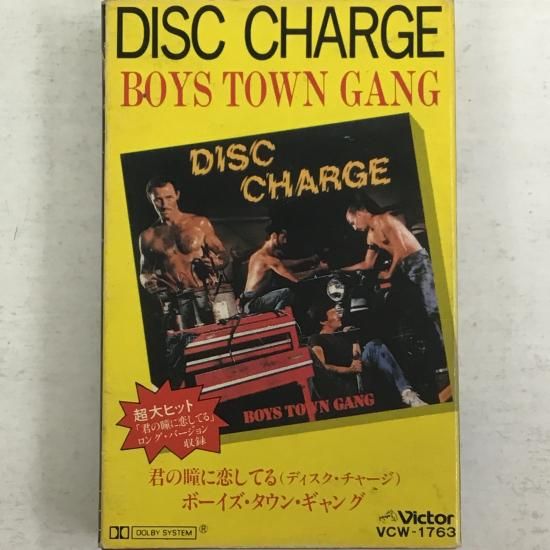 DISC CHARGE
BOYS TOWN GANG
DISC
CHARGE
BOYS TOWN GANG
超大ヒット
「君の瞳に恋してる」
ロング・バージョン
収録
君の瞳に恋してる(ディスク・チャージ)
ボーイズ・タウン・ギャング
DOLBY SYSTEM ®
Victor
VCW-1763